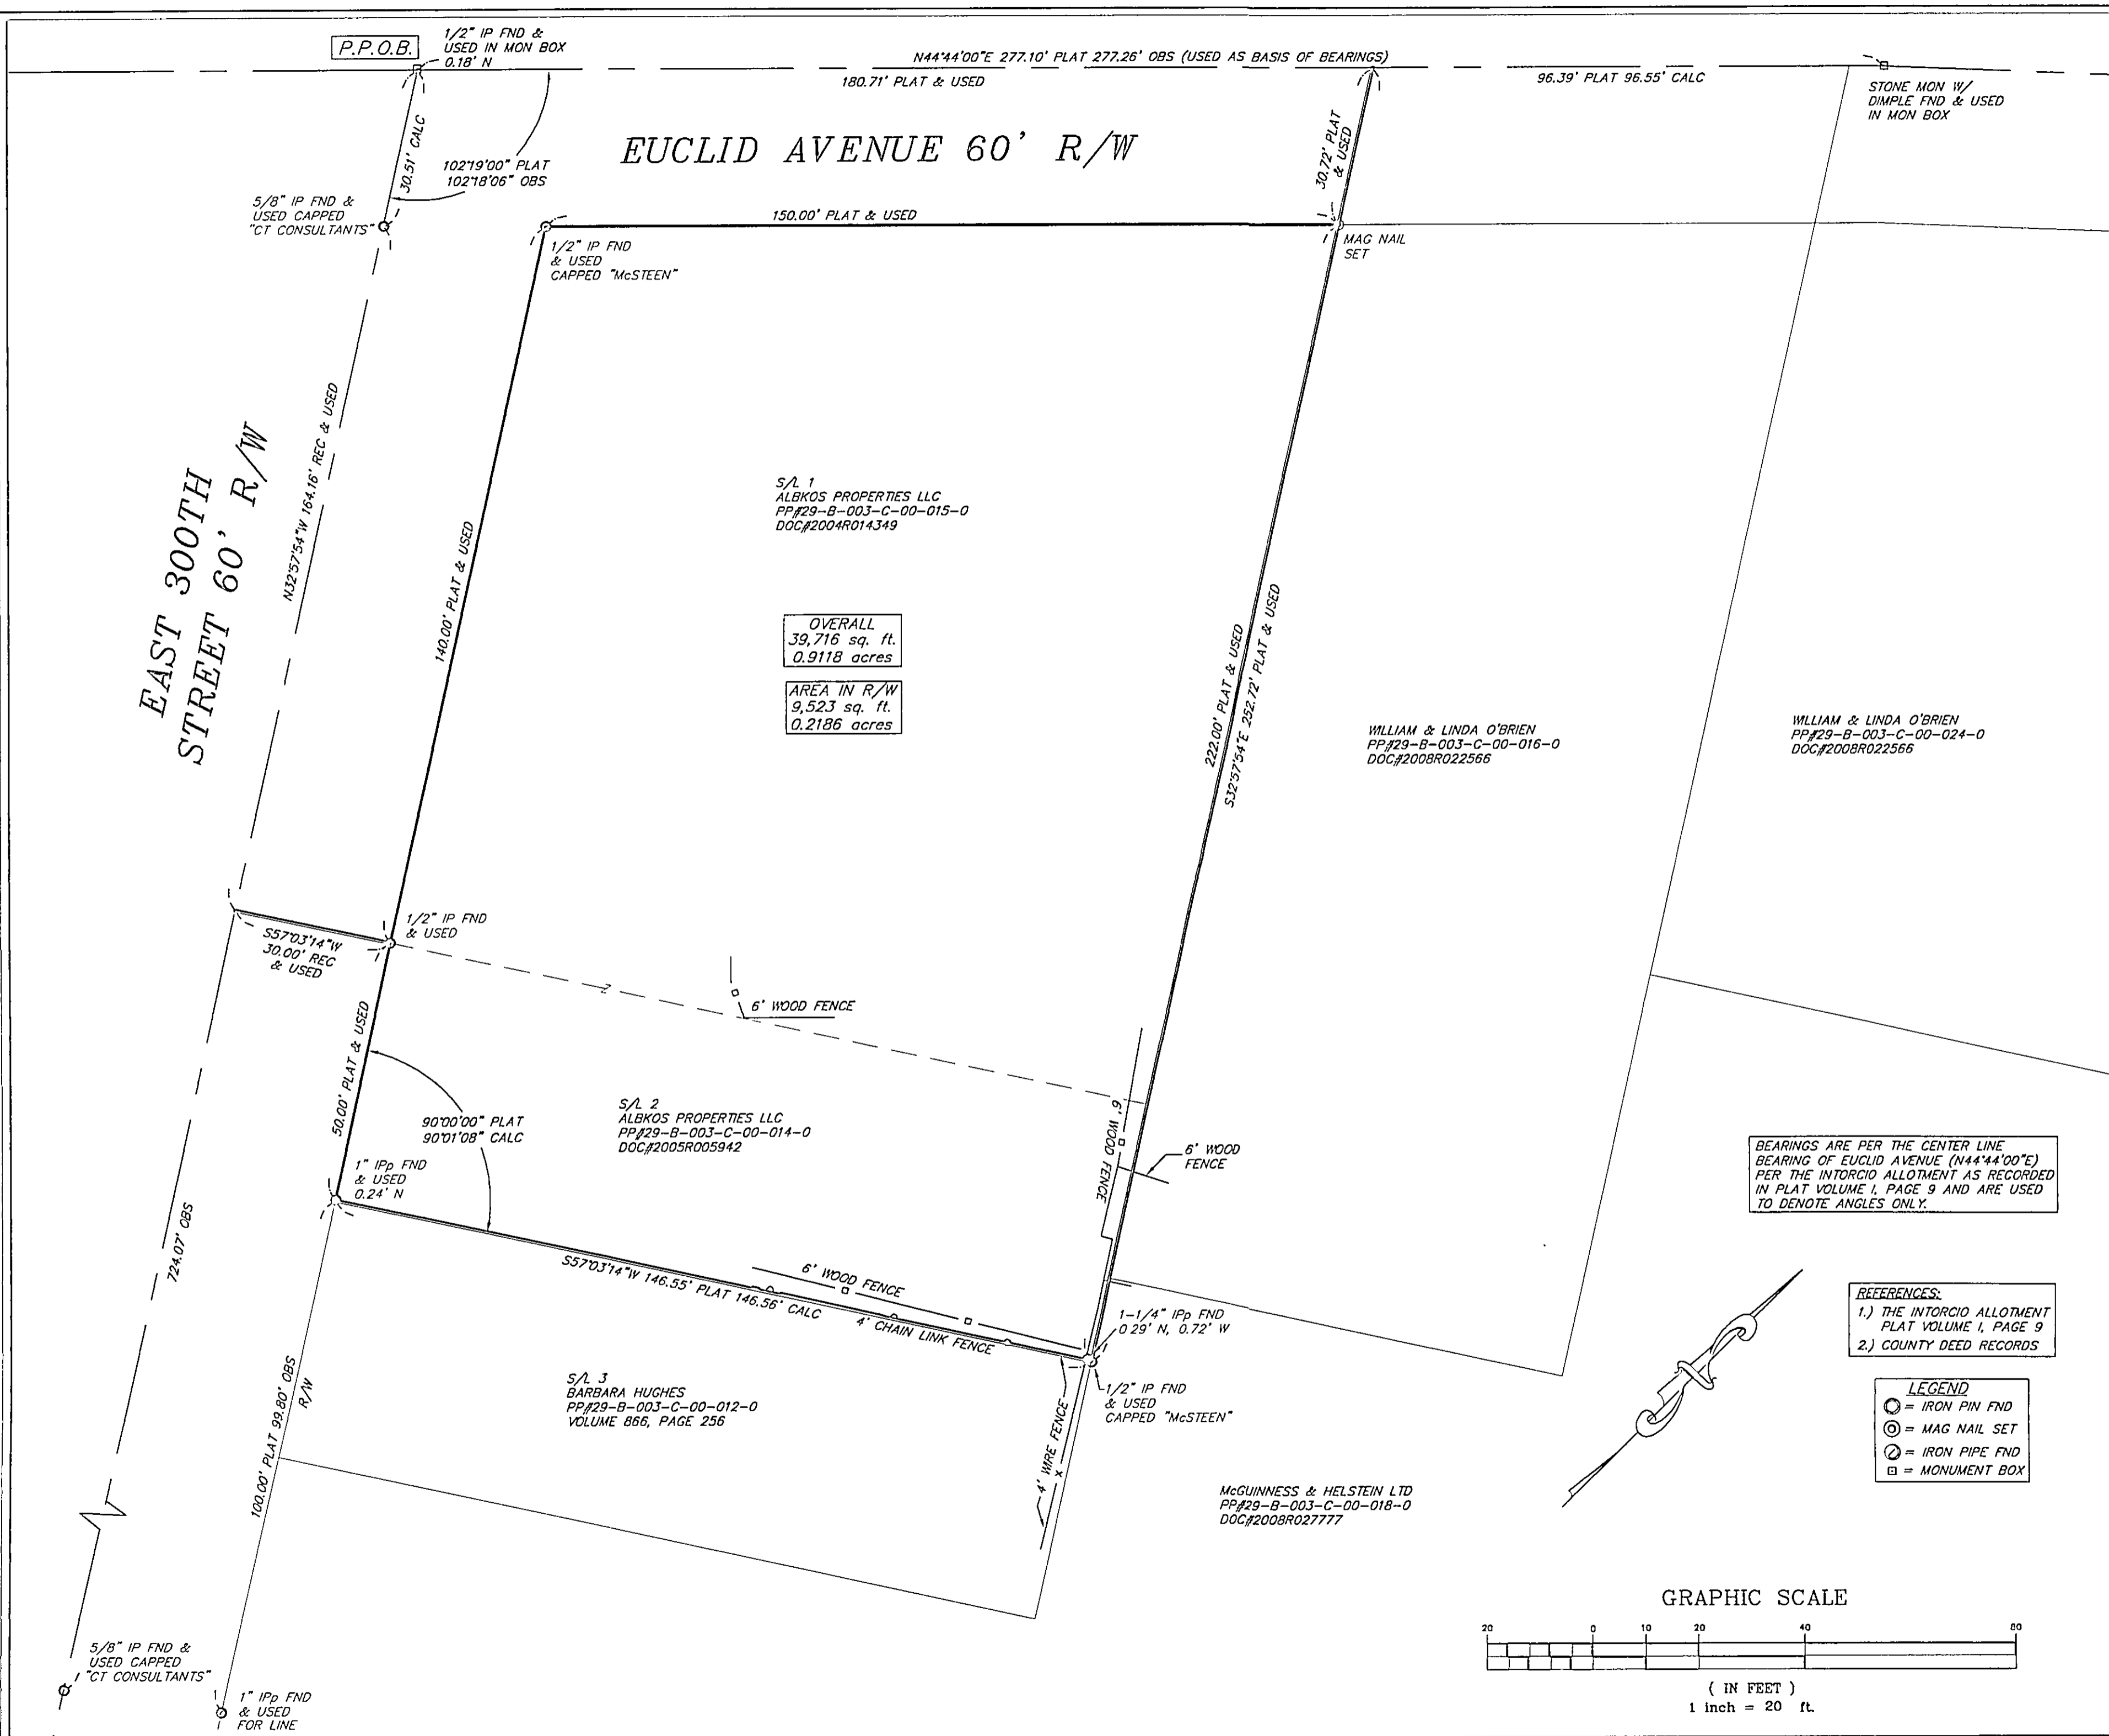 P.P.O.B.
1/2" IP FND &
USED IN MON BOX
0.18' N
N44°44'00"E 277.10' PLAT 277.26' OBS (USED AS BASIS OF BEARINGS)
180.71' PLAT & USED
96.39' PLAT 96.55' CALC
STONE MON W/
DIMPLE FND & USED
IN MON BOX
EUCLID AVENUE 60' R/W
30.51' CALC
102°19'00" PLAT
102°18'06" OBS
30.72' PLAT
& USED
5/8" IP FND &
USED CAPPED
"CT CONSULTANTS"
150.00' PLAT & USED
1/2" IP FND
& USED
CAPPED "McSTEEN"
MAG NAIL
SET
EAST 300TH
STREET 60' R/W
N32°57'54"W 164.16' REC & USED
140.00' PLAT & USED
S/L 1
ALBKOS PROPERTIES LLC
PP#29-B-003-C-00-015-0
DOC#2004R014349
OVERALL
39,716 sq. ft.
0.9118 acres
AREA IN R/W
9,523 sq. ft.
0.2186 acres
222.00' PLAT & USED
S32°57'54"E 252.72' PLAT & USED
WILLIAM & LINDA O'BRIEN
PP#29-B-003-C-00-016-0
DOC#2008R022566
WILLIAM & LINDA O'BRIEN
PP#29-B-003-C-00-024-0
DOC#2008R022566
1/2" IP FND
& USED
S57°03'14"W
30.00' REC
& USED
6' WOOD FENCE
50.00' PLAT & USED
90°00'00" PLAT
90°01'08" CALC
S/L 2
ALBKOS PROPERTIES LLC
PP#29-B-003-C-00-014-0
DOC#2005R005942
6' WOOD FENCE
6' WOOD
FENCE
1" IPp FND
& USED
0.24' N
BEARINGS ARE PER THE CENTER LINE
BEARING OF EUCLID AVENUE (N44°44'00"E)
PER THE INTORCIO ALLOTMENT AS RECORDED
IN PLAT VOLUME I, PAGE 9 AND ARE USED
TO DENOTE ANGLES ONLY.
724.07' OBS
S57°03'14"W 146.55' PLAT 146.56' CALC
6' WOOD FENCE
4' CHAIN LINK FENCE
1-1/4" IPp FND
0.29' N, 0.72' W
REFERENCES:
1.) THE INTORCIO ALLOTMENT
PLAT VOLUME I, PAGE 9
2.) COUNTY DEED RECORDS
100.00' PLAT 99.80' OBS
R/W
S/L 3
BARBARA HUGHES
PP#29-B-003-C-00-012-0
VOLUME 866, PAGE 256
1/2" IP FND
& USED
CAPPED "McSTEEN"
4' WIRE FENCE
x
LEGEND
= IRON PIN FND
= MAG NAIL SET
= IRON PIPE FND
= MONUMENT BOX
McGUINNESS & HELSTEIN LTD
PP#29-B-003-C-00-018-0
DOC#2008R027777
5/8" IP FND &
USED CAPPED
"CT CONSULTANTS"
1" IPp FND
& USED
FOR LINE
GRAPHIC SCALE
20 0 10 20 40 80
( IN FEET )
1 inch = 20 ft.